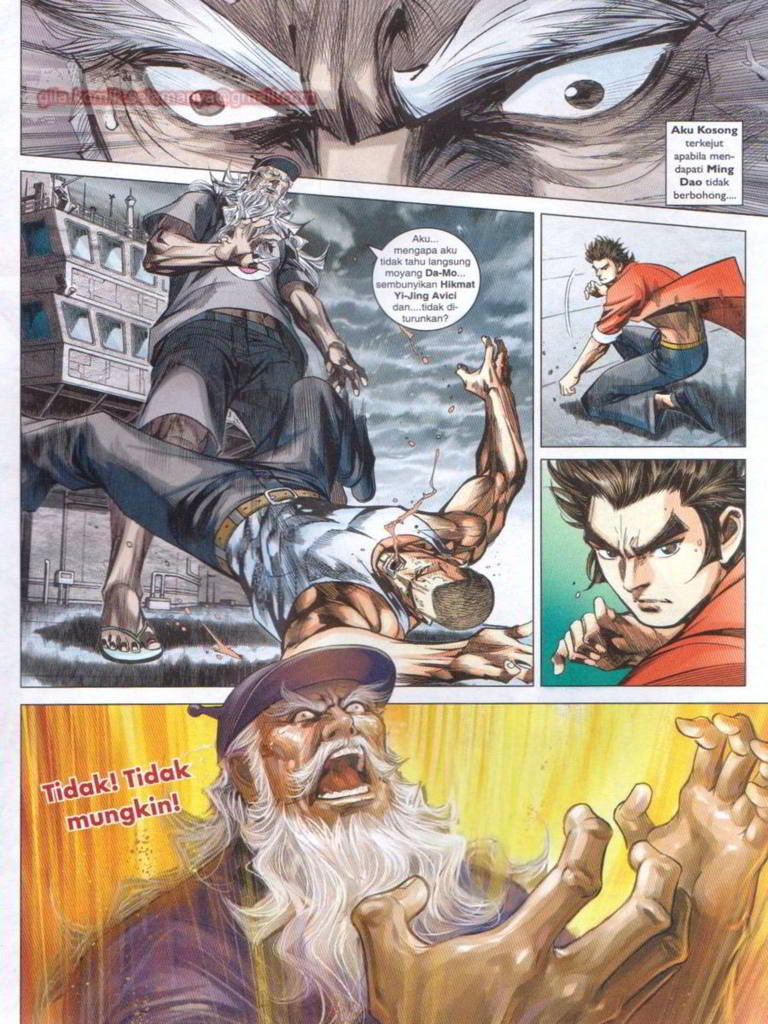 Aku Kosong
terkejut
apabila men-
dapati Ming
Dao tidak
berbohong....
Aku...
mengapa aku
tidak tahu langsung
moyang Da-Mo...
sembunyikan Hikmat
Yi-Jing Avici
dan....tidak di-
turunkan?
Tidak! Tidak
mungkin!